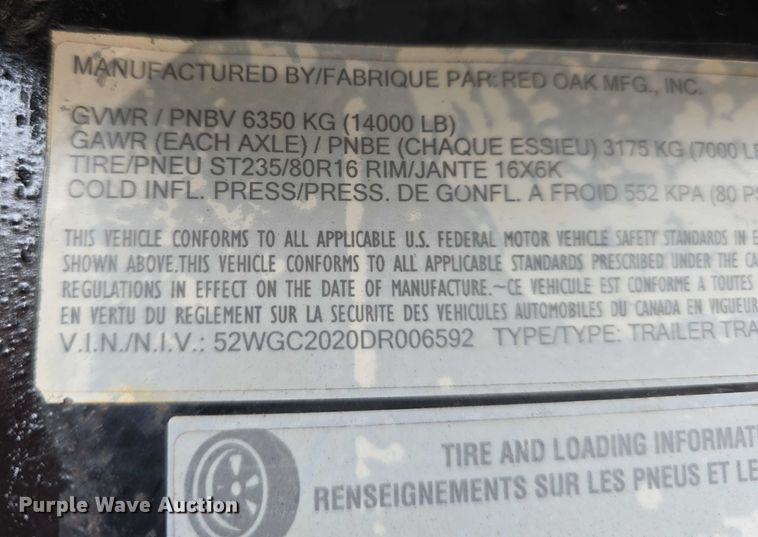 MANUFACTURED BY/FABRIQUE PAR: RED OAK MFG., INC.
GVWR / PNBV 6350 KG (14000 LB)
GAWR (EACH AXLE) / PNBE (CHAQUE ESSIEU) 3175 KG (7000 L
TIRE/PNEU ST235/80R16 RIM/JANTE 16X6K
COLD INFL. PRESS/PRESS. DE GONFL. A FROID 552 KPA (80 PS
THIS VEHICLE CONFORMS TO ALL APPLICABLE U.S. FEDERAL MOTOR VEHICLE SAFETY STANDARDS IN E
SHOWN ABOVE.THIS VEHICLE CONFORMS TO ALL APPLICABLE STANDARDS PRESCRIBED UNDER THE CA
REGULATIONS IN EFFECT ON THE DATE OF MANUFACTURE.~CE VEHICULE EST CONFORME A TOUTES
EN VERTU DU REGLEMENT SUR LA SECURITE DES VEHICULES AUTOMOBILES DU CANADA EN VIGUEUR
V.I.N./N.I.V.: 52WGC2020DR006592 TYPE/TYPE: TRAILER TRA
TIRE AND LOADING INFORMAT
RENSEIGNEMENTS SUR LES PNEUS ET LE
Purple Wave Auction